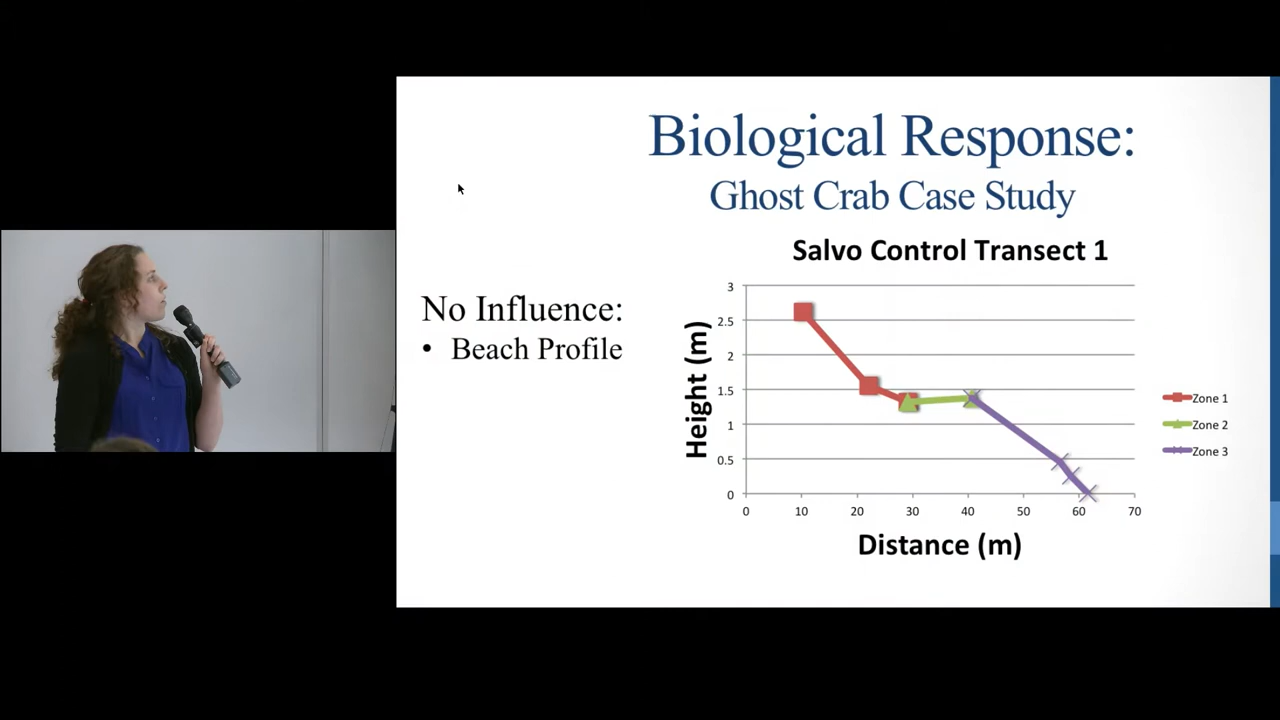 Biological Response:
Ghost Crab Case Study
No Influence:
• Beach Profile
Salvo Control Transect 1
Height (m)
3
2.5
2
1.5
1
0.5
0
0 10 20 30 40 50 60 70
Distance (m)
Zone 1
Zone 2
Zone 3